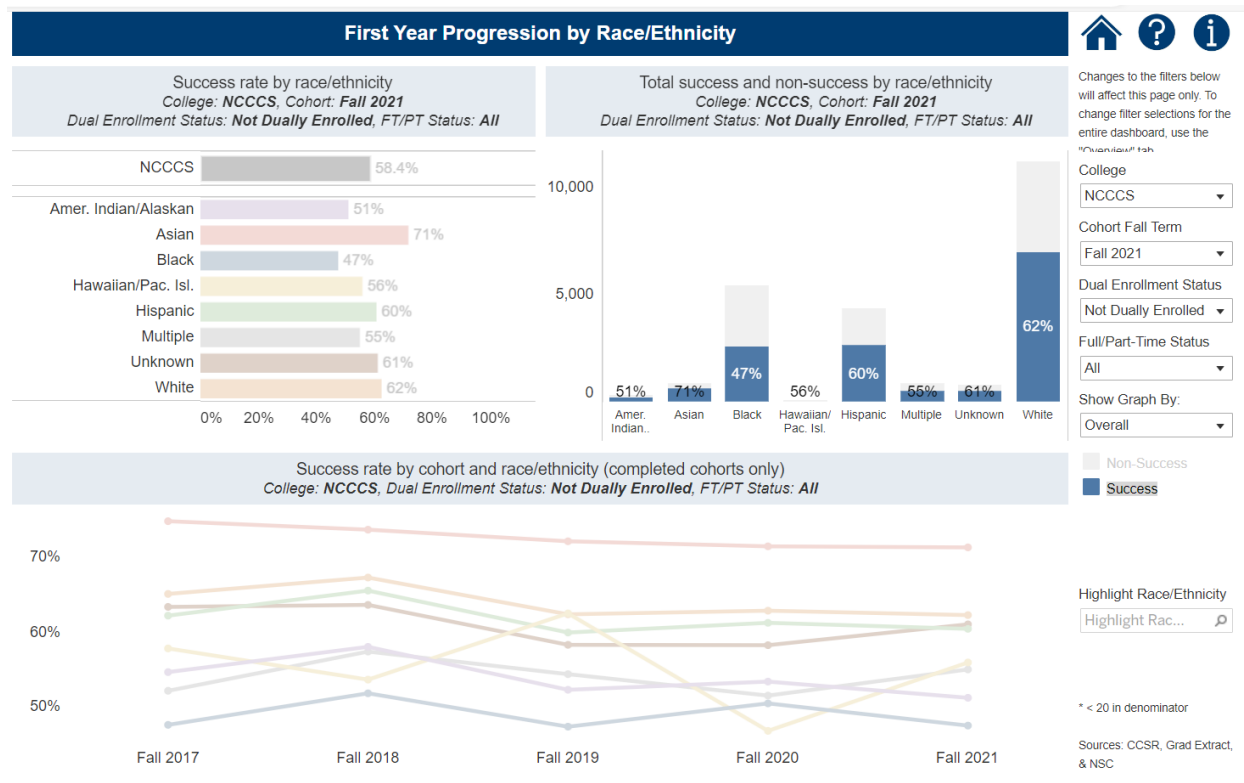 First Year Progression by Race/Ethnicity
Success rate by race/ethnicity
College: NCCCS, Cohort: Fall 2021
Dual Enrollment Status: Not Dually Enrolled, FT/PT Status: All
NCCCS
58.4%
Amer. Indian/Alaskan
51%
Asian
71%
Black
47%
Hawaiian/Pac. Isl.
56%
Hispanic
60%
Multiple
55%
Unknown
61%
White
62%
0% 20% 40% 60% 80% 100%
Total success and non-success by race/ethnicity
College: NCCCS, Cohort: Fall 2021
Dual Enrollment Status: Not Dually Enrolled, FT/PT Status: All
10,000
5,000
0
51% 71% 47% 56% 60% 55% 61% 62%
Amer. Asian Black Hawaiian/ Hispanic Multiple Unknown White
Indian.. Pac. Isl.
Success rate by cohort and race/ethnicity (completed cohorts only)
College: NCCCS, Dual Enrollment Status: Not Dually Enrolled, FT/PT Status: All
70%
60%
50%
Fall 2017 Fall 2018 Fall 2019 Fall 2020 Fall 2021
? i
Changes to the filters below
will affect this page only. To
change filter selections for the
entire dashboard, use the
"Overview" tab
College
NCCCS
Cohort Fall Term
Fall 2021
Dual Enrollment Status
Not Dually Enrolled
Full/Part-Time Status
All
Show Graph By:
Overall
Non-Success
Success
Highlight Race/Ethnicity
Highlight Rac...
* < 20 in denominator
Sources: CCSR, Grad Extract,
& NSC